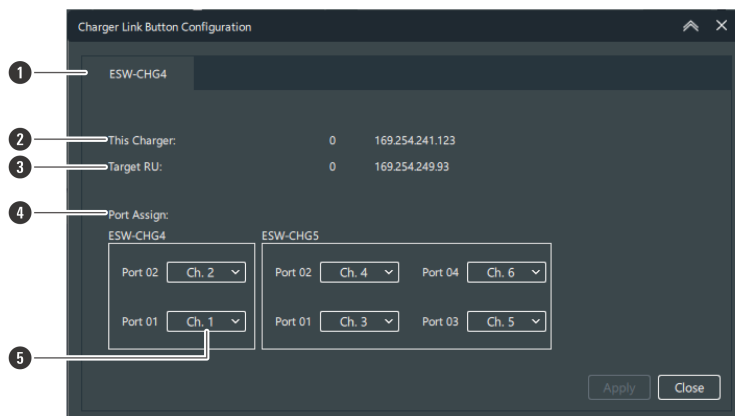 Charger Link Button Configuration
1 ESW-CHG4
2 This Charger: 0 169.254.241.123
3 Target RU: 0 169.254.249.93
4 Port Assign:
ESW-CHG4 ESW-CHG5
Port 02 Ch. 2 Port 02 Ch. 4 Port 04 Ch. 6
Port 01 Ch. 1 Port 01 Ch. 3 Port 03 Ch. 5
5
Apply Close